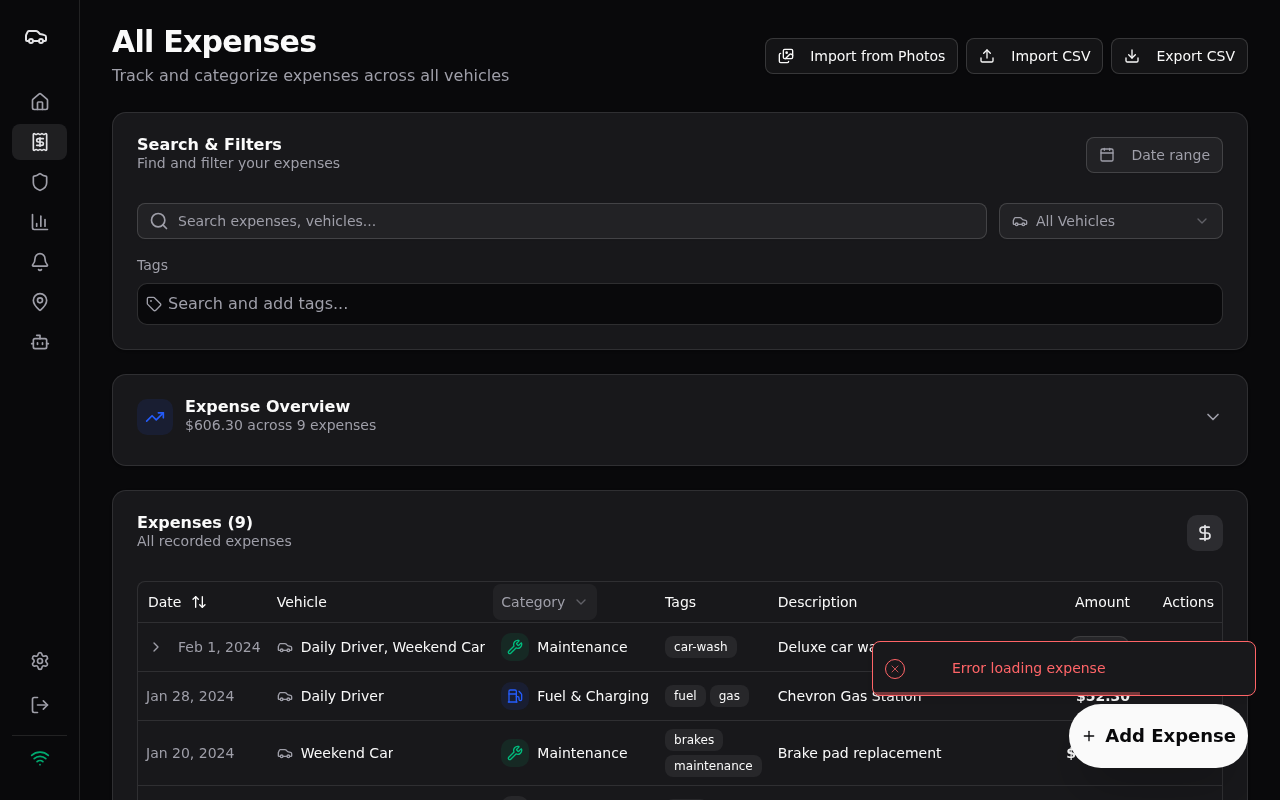 All Expenses
Track and categorize expenses across all vehicles
Import from Photos
Import CSV
Export CSV
Search & Filters
Find and filter your expenses
Date range
Search expenses, vehicles...
All Vehicles
Tags
Search and add tags...
Expense Overview
$606.30 across 9 expenses
Expenses (9)
All recorded expenses
Date Vehicle Category Tags Description Amount Actions
Feb 1, 2024 Daily Driver, Weekend Car Maintenance car-wash Deluxe car
Error loading expense
Jan 28, 2024 Daily Driver Fuel & Charging fuel gas Chevron Gas Station $52.30
Jan 20, 2024 Weekend Car Maintenance brakes maintenance Brake pad replacement $
+ Add Expense